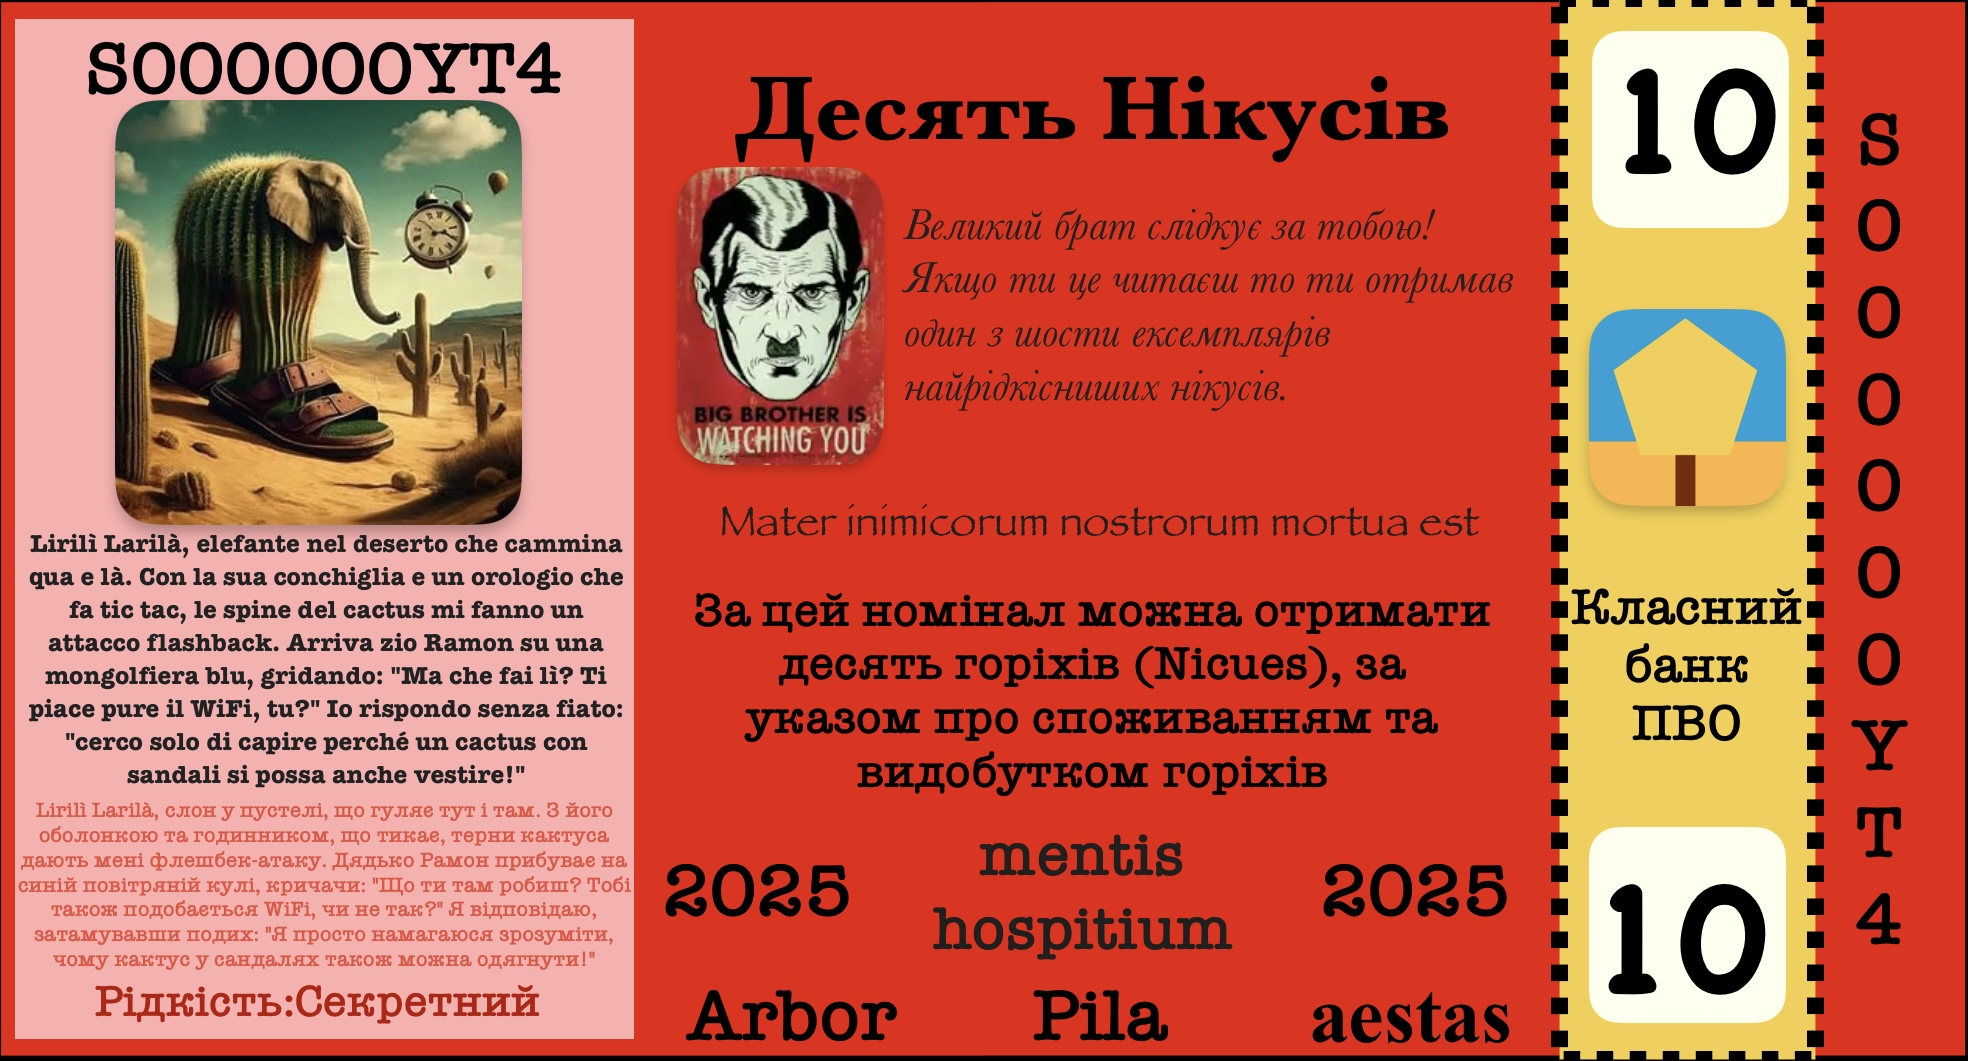 SOOOOOOYT4
Lirilì Larilà, elefante nel deserto che cammina
qua e là. Con la sua conchiglia e un orologio che
fa tic tac, le spine del cactus mi fanno un
attacco flashback. Arriva zio Ramon su una
mongolfiera blu, gridando: "Ma che fai lì? Ti
piace pure il WiFi, tu?" Io rispondo senza fiato:
"cerco solo di capire perché un cactus con
sandali si possa anche vestire!"
Lirilì Larilà, слон у пустелі, що гуляє тут і там. З його
оболонкою та годинником, що тикає, терни кактуса
дають мені флешбек-атаку. Дядько Рамон прибуває на
синій повітряній кулі, кричачи: "Що ти там робиш? Тобі
також подобається WiFi, чи не так?" Я відповідаю,
затамувавши подих: "Я просто намагаюся зрозуміти,
чому кактус у сандалях також можна одягнути!"
Рідкість:Секретний
Десять Нікусів
BIG BROTHER IS
WATCHING YOU
Великий брат слідкує за тобою!
Якщо ти це читаєш то ти отримав
один з шости ексемплярів
найрідкісниших нікусів.
Mater inimicorum nostrorum mortua est
За цей номінал можна отримати
десять горіхів (Nicues), за
указом про споживанням та
видобутком горіхів
2025
mentis
hospitium
2025
Arbor
Pila
aestas
10
Класний
банк
ПВО
10
S
O
O
O
O
O
O
Y
T
4